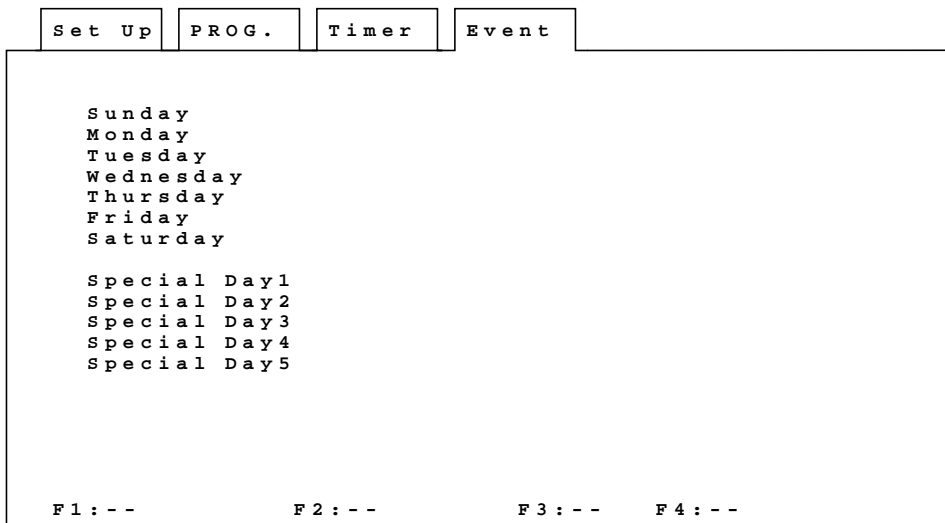 Set Up PROG. Timer Event
Sunday
Monday
Tuesday
Wednesday
Thursday
Friday
Saturday
Special Day1
Special Day2
Special Day3
Special Day4
Special Day5
F1:-- F2:-- F3:-- F4:--